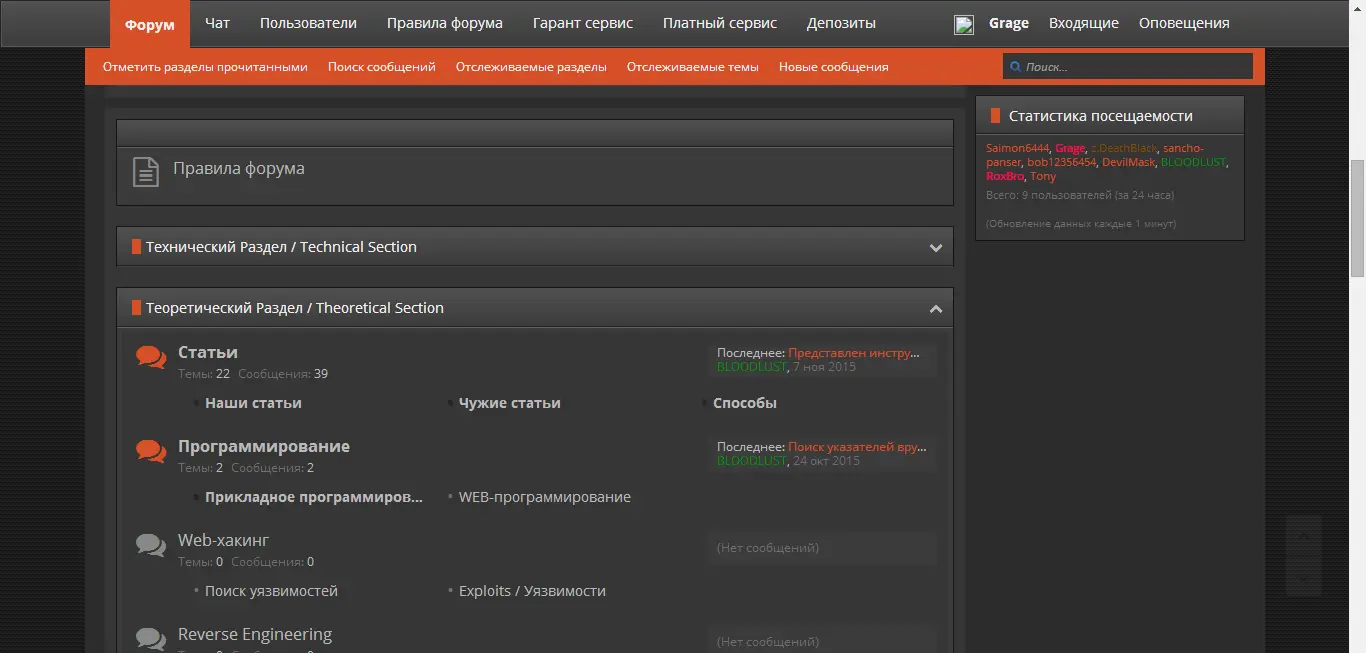 Форум Чат Пользователи Правила форума Гарант сервис Платный сервис Депозиты Grage Входящие Оповещения
Отметить разделы прочитанными Поиск сообщений Отслеживаемые разделы Отслеживаемые темы Новые сообщения Поиск...
Правила форума
Технический Раздел / Technical Section
Теоретический Раздел / Theoretical Section
Статьи
Темы: 22 Сообщения: 39
Последнее: Представлен инстру...
BLOODLUST, 7 ноя 2015
Наши статьи
Чужие статьи
Способы
Программирование
Темы: 2 Сообщения: 2
Последнее: Поиск указателей вру...
BLOODLUST, 24 окт 2015
Прикладное программиров...
WEB-программирование
Web-хакинг
Темы: 0 Сообщения: 0
(Нет сообщений)
Поиск уязвимостей
Exploits / Уязвимости
Reverse Engineering
(Нет сообщений)
Статистика посещаемости
Saimon6444, Grage, z.DeathBlack, sancho-
panser, bob12356454, DevilMask, BLOODLUST,
RoxBro, Tony
Всего: 9 пользователей (за 24 часа)
(Обновление данных каждые 1 минут)